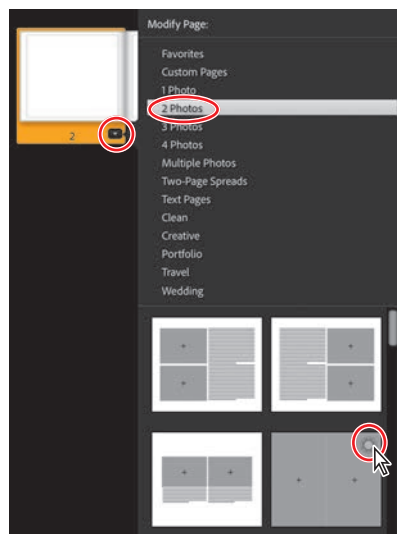 Modify Page:
Favorites
Custom Pages
1 Photo
2 Photos
3 Photos
4 Photos
Multiple Photos
Two-Page Spreads
Text Pages
Clean
Creative
Portfolio
Travel
Wedding
2